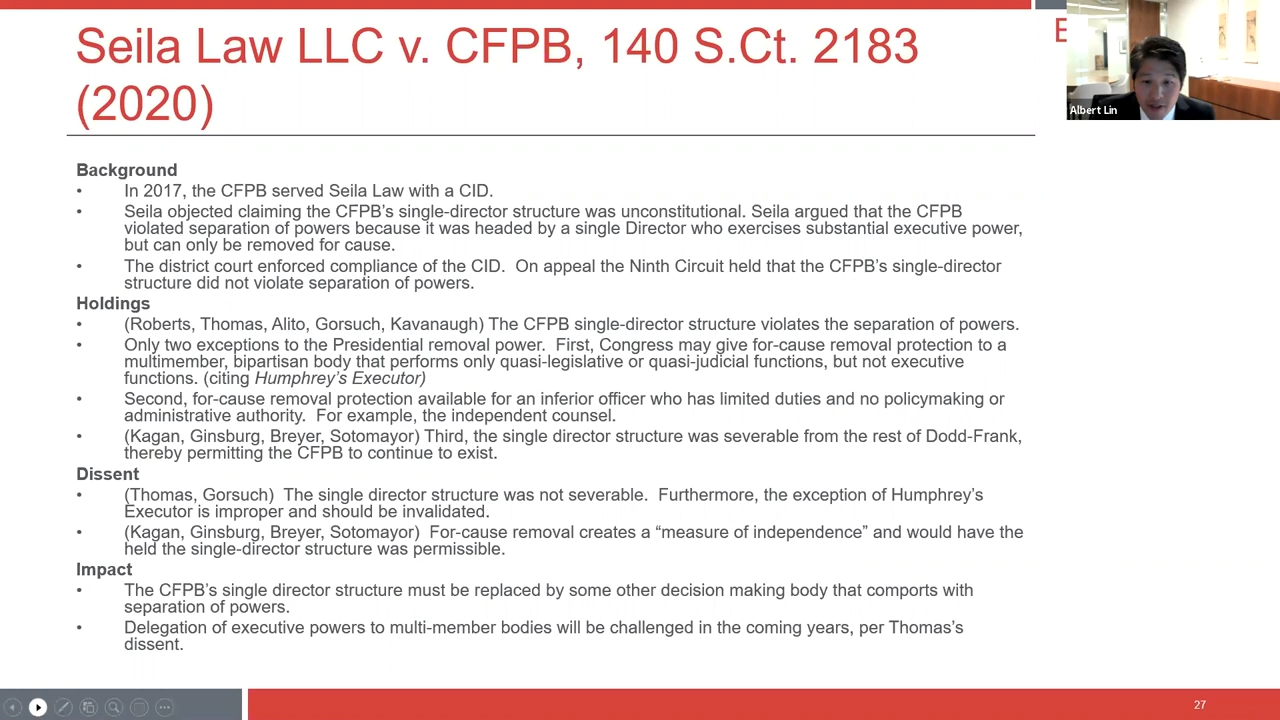 Seila Law LLC v. CFPB, 140 S.Ct. 2183
(2020)
E
Albert Lin
Background
• In 2017, the CFPB served Seila Law with a CID.
• Seila objected claiming the CFPB's single-director structure was unconstitutional. Seila argued that the CFPB
violated separation of powers because it was headed by a single Director who exercises substantial executive power,
but can only be removed for cause.
• The district court enforced compliance of the CID. On appeal the Ninth Circuit held that the CFPB's single-director
structure did not violate separation of powers.
Holdings
• (Roberts, Thomas, Alito, Gorsuch, Kavanaugh) The CFPB single-director structure violates the separation of powers.
• Only two exceptions to the Presidential removal power. First, Congress may give for-cause removal protection to a
multimember, bipartisan body that performs only quasi-legislative or quasi-judicial functions, but not executive
functions. (citing Humphrey's Executor)
• Second, for-cause removal protection available for an inferior officer who has limited duties and no policymaking or
administrative authority. For example, the independent counsel.
• (Kagan, Ginsburg, Breyer, Sotomayor) Third, the single director structure was severable from the rest of Dodd-Frank,
thereby permitting the CFPB to continue to exist.
Dissent
• (Thomas, Gorsuch) The single director structure was not severable. Furthermore, the exception of Humphrey's
Executor is improper and should be invalidated.
• (Kagan, Ginsburg, Breyer, Sotomayor) For-cause removal creates a “measure of independence” and would have the
held the single-director structure was permissible.
Impact
• The CFPB's single director structure must be replaced by some other decision making body that comports with
separation of powers.
• Delegation of executive powers to multi-member bodies will be challenged in the coming years, per Thomas's
dissent.
27